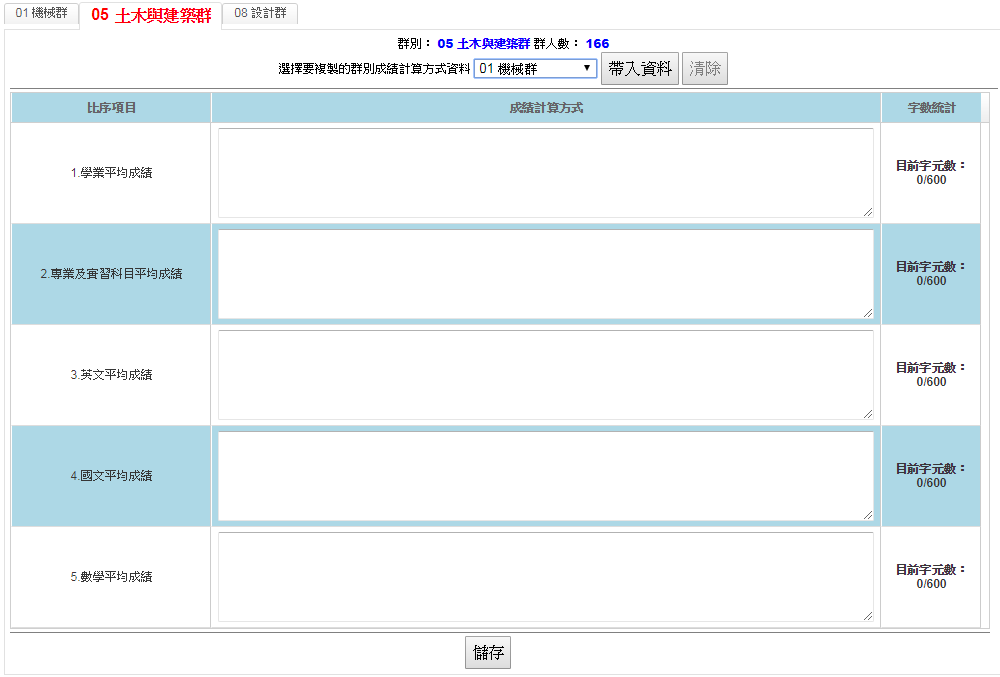 01 機械群 05 土木與建築群 08 設計群
群別： 05 土木與建築群 群人數： 166
選擇要複製的群別成績計算方式資料 01 機械群 帶入資料 清除
比序項目 成績計算方式 字數統計
1.學業平均成績 目前字元數：
0/600
2.專業及實習科目平均成績 目前字元數：
0/600
3.英文平均成績 目前字元數：
0/600
4.國文平均成績 目前字元數：
0/600
5.數學平均成績 目前字元數：
0/600
儲存